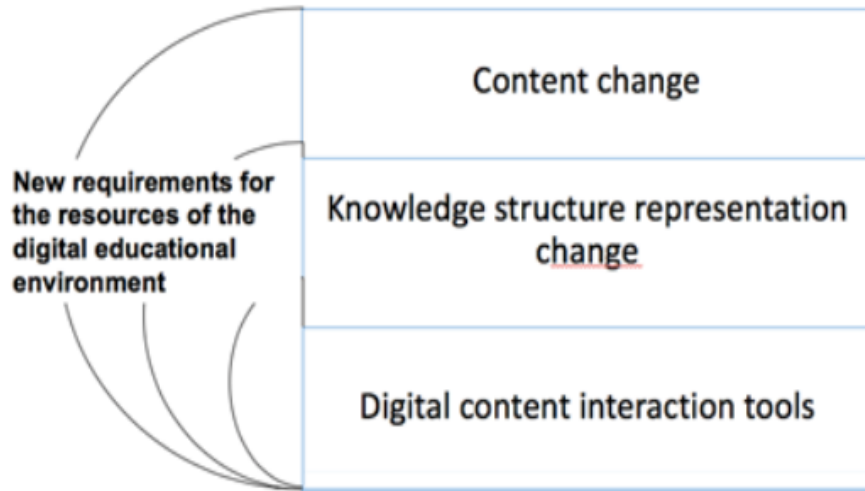 Content change
New requirements for
the resources of the
digital educational
environment
Knowledge structure representation
change
Digital content interaction tools